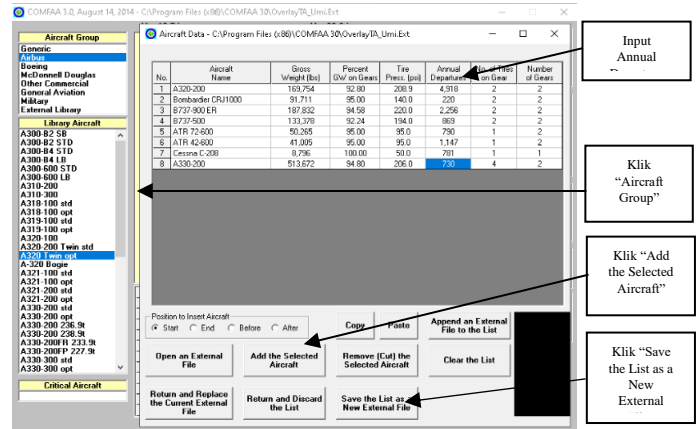 COMFAA 3.0, August 14, 2014 - C:\Program Files (x86)\COMFAA 30\OverlayTA_Umi.Ext
Aircraft Group
Generic
Airbus
Boeing
McDonnell Douglas
Other Commercial
General Aviation
Military
External Library
Library Aircraft
A300-B2 SB
A300-B2 STD
A300-B4 STD
A300-B4 LB
A300-600 STD
A300-600 LB
A310-200
A310-300
A318-100 std
A318-100 opt
A319-100 std
A319-100 opt
A320-100
A320-200 Twin std
A320 Twin opt
A-320 Bogie
A321-100 std
A321-100 opt
A321-200 std
A321-200 opt
A330-200 std
A330-200 opt
A330-200 236.9t
A330-200 238.9t
A330-200FR 233.9t
A330-200FP 227.9t
A330-300 std
A330-300 opt
Critical Aircraft
Aircraft Data - C:\Program Files (x86)\COMFAA 30\OverlayTA_Umi.Ext
No. Aircraft Name Gross Weight (lbs) Percent GW on Gears Tire Press. (psi) Annual Departures No. of Tires on Gear Number of Gears
1 A320-200 169,754 92.80 208.9 4,918 2 2
2 Bombardier CRJ1000 91,711 95.00 140.0 220 2 2
3 B737-900 ER 187,832 94.58 220.0 2,256 2 2
4 B737-500 133,378 92.24 194.0 869 2 2
5 ATR 72-600 50,265 95.00 95.0 790 1 2
6 ATR 42-600 41,005 95.00 95.0 1,147 1 2
7 Cessna C-208 8,796 100.00 50.0 781 1 1
8 A330-200 513,672 94.80 206.0 730 4 2
Position to Insert Aircraft
Start End Before After
Copy
Paste
Append an External
File to the List
Open an External
File
Add the Selected
Aircraft
Remove (Cut) the
Selected Aircraft
Clear the List
Return and Replace
the Current External
File
Return and Discard
the List
Save the List as a
New External File
Input
Annual
Klik
“Aircraft
Group”
Klik “Add
the Selected
Aircraft”
Klik “Save
the List as a
New
External